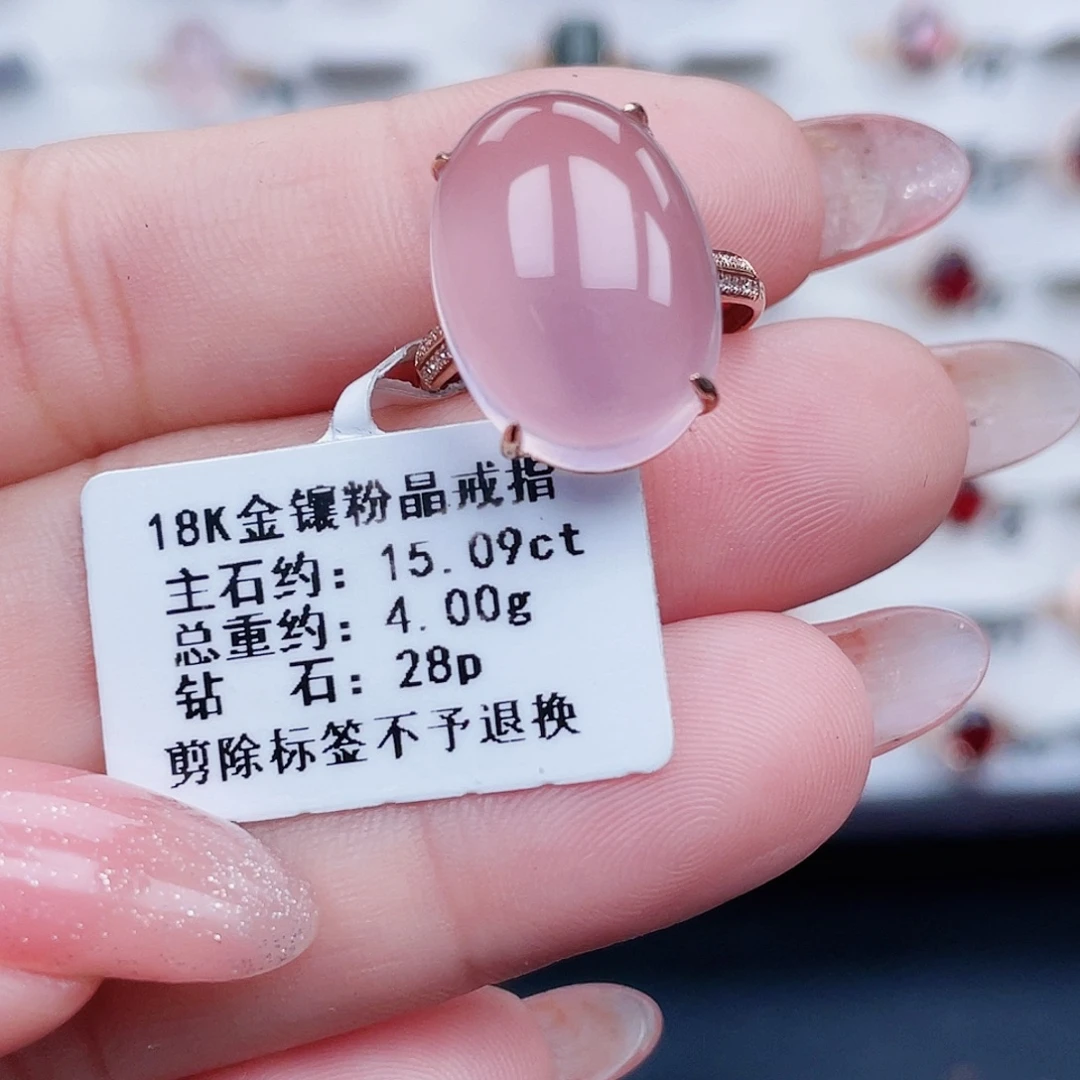 18K金镶粉晶戒指
主石约: 15.09ct
总重约: 4.00g
钻 石: 28p
剪除标签不予退换